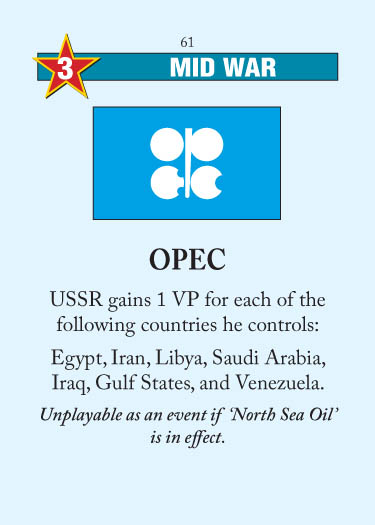 61
3
MID WAR
OPEC
USSR gains 1 VP for each of the
following countries he controls:
Egypt, Iran, Libya, Saudi Arabia,
Iraq, Gulf States, and Venezuela.
Unplayable as an event if ‘North Sea Oil’
is in effect.